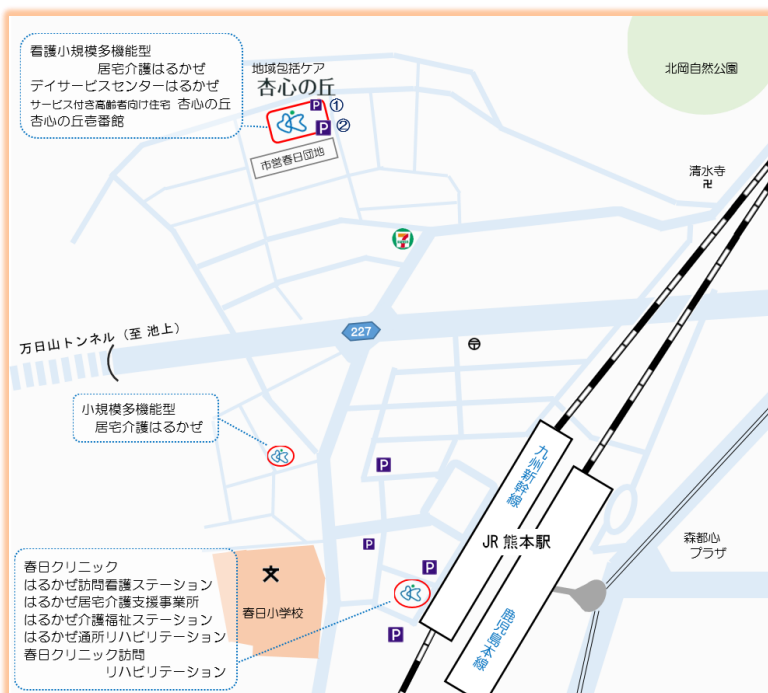 看護小規模多機能型
居宅介護はるかぜ
デイサービスセンターはるかぜ
サービス付き高齢者向け住宅 杏心の丘
杏心の丘壱番館
地域包括ケア
杏心の丘
P ①
P ②
市営春日団地
北岡自然公園
清水寺
卍
7
227
万日山トンネル（至 池上）
〒
小規模多機能型
居宅介護はるかぜ
P
九州新幹線
P
JR 熊本駅
森都心
プラザ
P
春日クリニック
はるかぜ訪問看護ステーション
はるかぜ居宅介護支援事業所
はるかぜ介護福祉ステーション
はるかぜ通所リハビリテーション
春日クリニック訪問
リハビリテーション
文
春日小学校
P
鹿児島本線